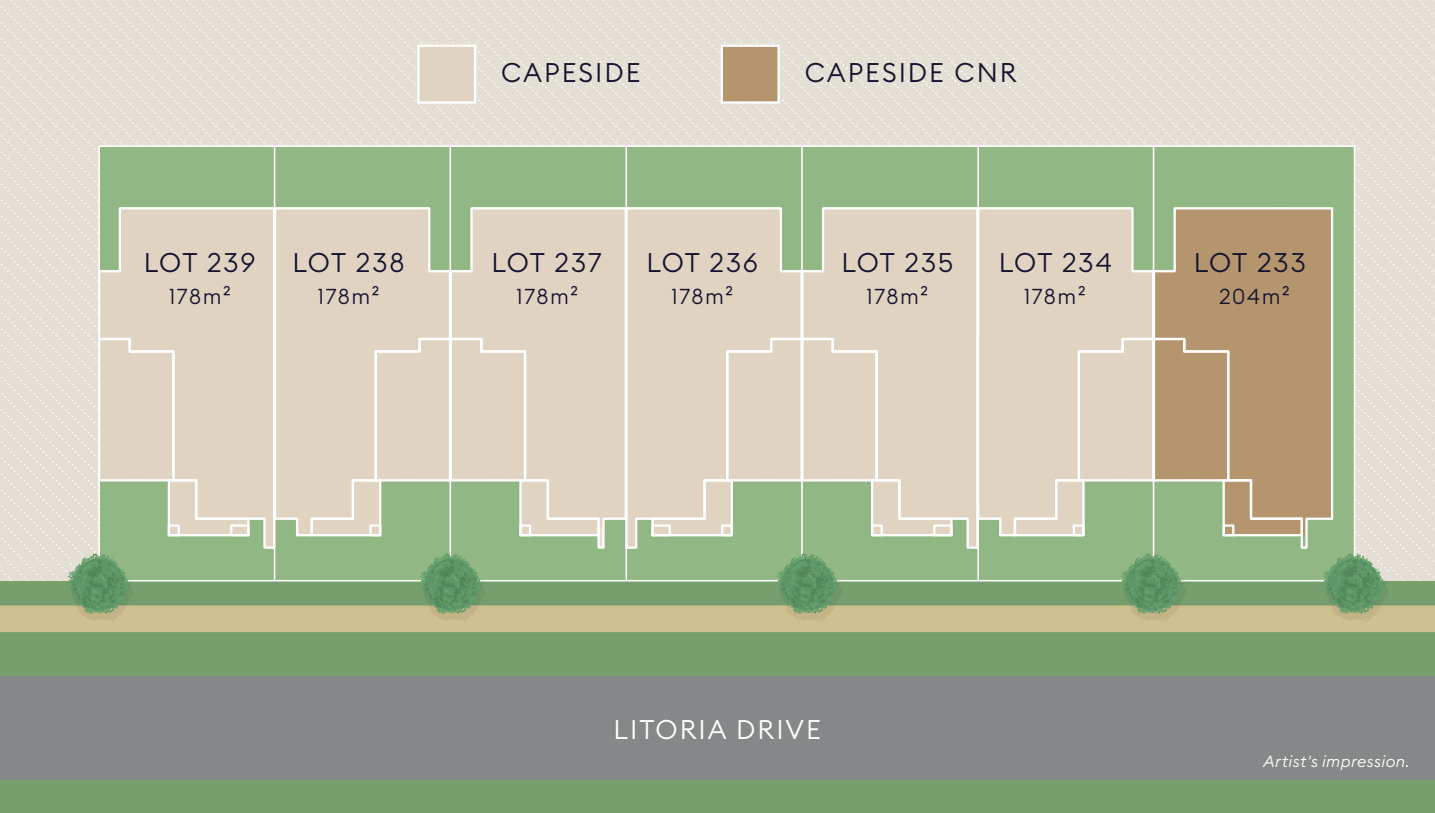 CAPESIDE
CAPESIDE CNR
LOT 239
178m²
LOT 238
178m²
LOT 237
178m²
LOT 236
178m²
LOT 235
178m²
LOT 234
178m²
LOT 233
204m²
LITORIA DRIVE
Artist's impression.